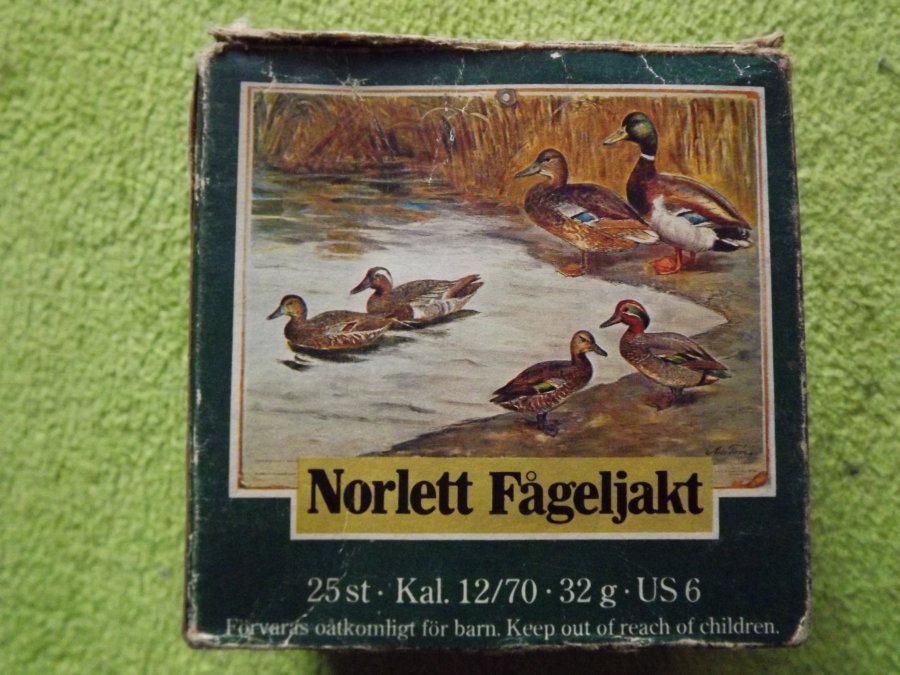 Norlett Fågeljakt
25 st · Kal. 12/70 · 32 g · US 6
Förvaras oåtkomligt för barn. Keep out of reach of children.